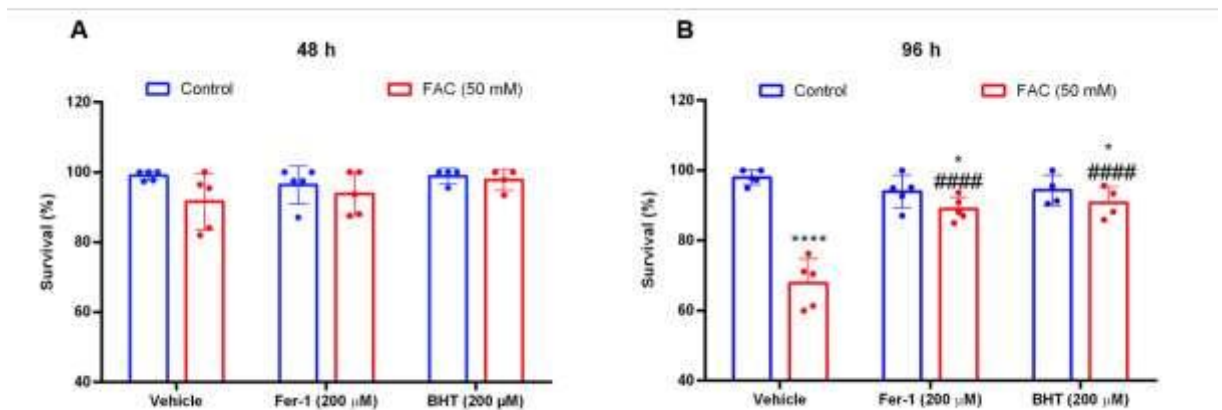 A
48 h
Control
FAC (50 mM)
Survival (%)
120
100
80
60
40
Vehicle
Fer-1 (200 μM)
BHT (200 μM)
B
96 h
Control
FAC (50 mM)
Survival (%)
120
100
80
60
40
****
*
####
*
####
Vehicle
Fer-1 (200 μM)
BHT (200 μM)